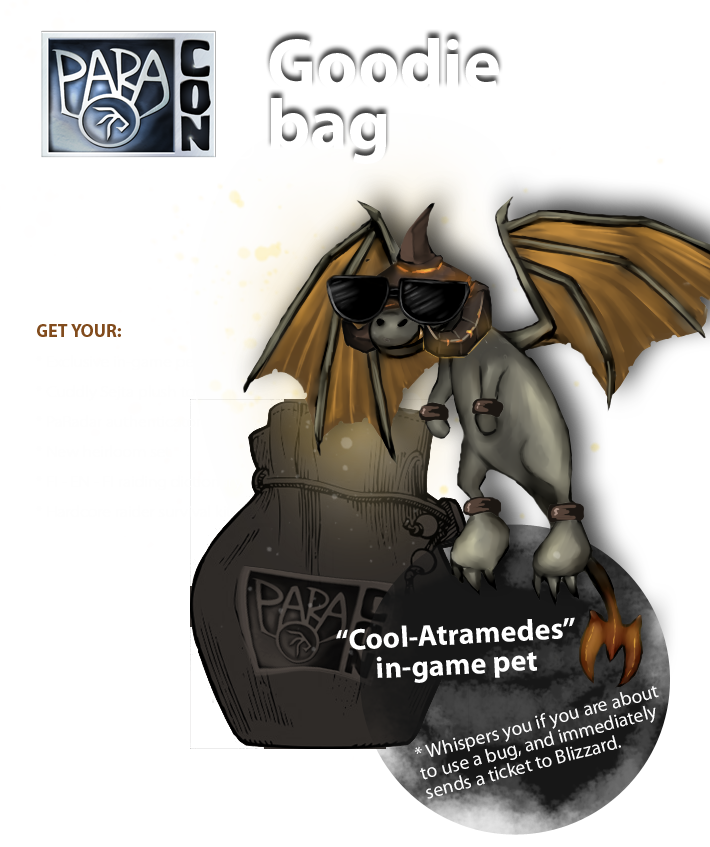 PARA
CON
Goodie
bag
GET YOUR:
PARA
CON
“Cool-Atramedes”
in-game pet
* Whispers you if you are about
to use a bug, and immediately
sends a ticket to Blizzard.